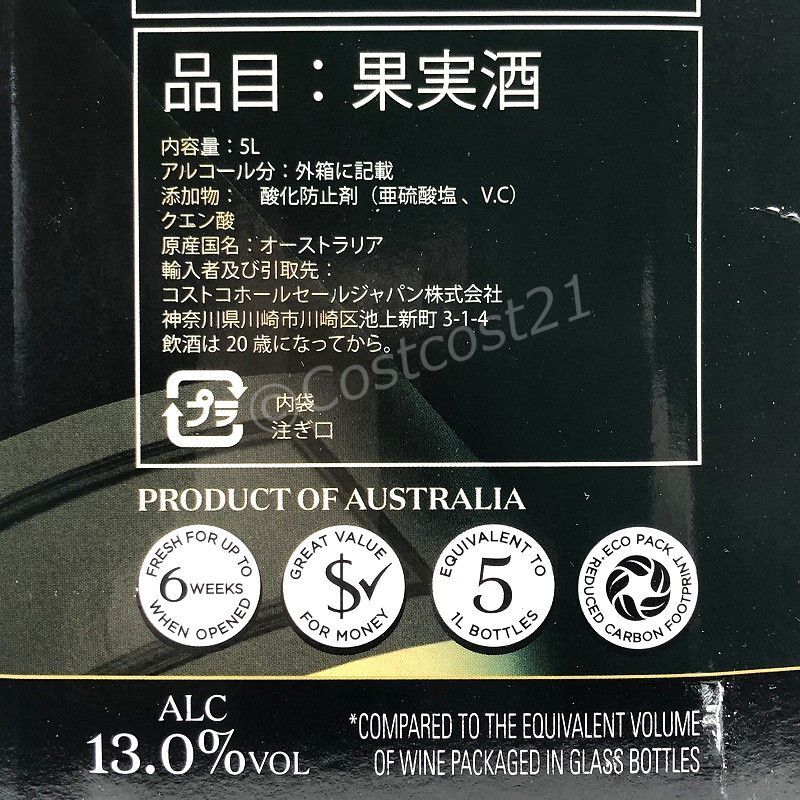 品目：果実酒
内容量：5L
アルコール分：外箱に記載
添加物：　酸化防止剤（亜硫酸塩 、V.C）
クエン酸
原産国名：オーストラリア
輸入者及び引取先：
コストコホールセールジャパン株式会社
神奈川県川崎市川崎区池上新町 3-1-4
飲酒は 20 歳になってから。
プラ
内袋
注ぎ口
©Costcost21
PRODUCT OF AUSTRALIA
FRESH FOR UP TO
6 WEEKS
WHEN OPENED
GREAT VALUE
$
FOR MONEY
EQUIVALENT TO
5
1L BOTTLES
ECO PACK
REDUCED CARBON FOOTPRINT*
ALC
13.0%VOL
*COMPARED TO THE EQUIVALENT VOLUME
OF WINE PACKAGED IN GLASS BOTTLES